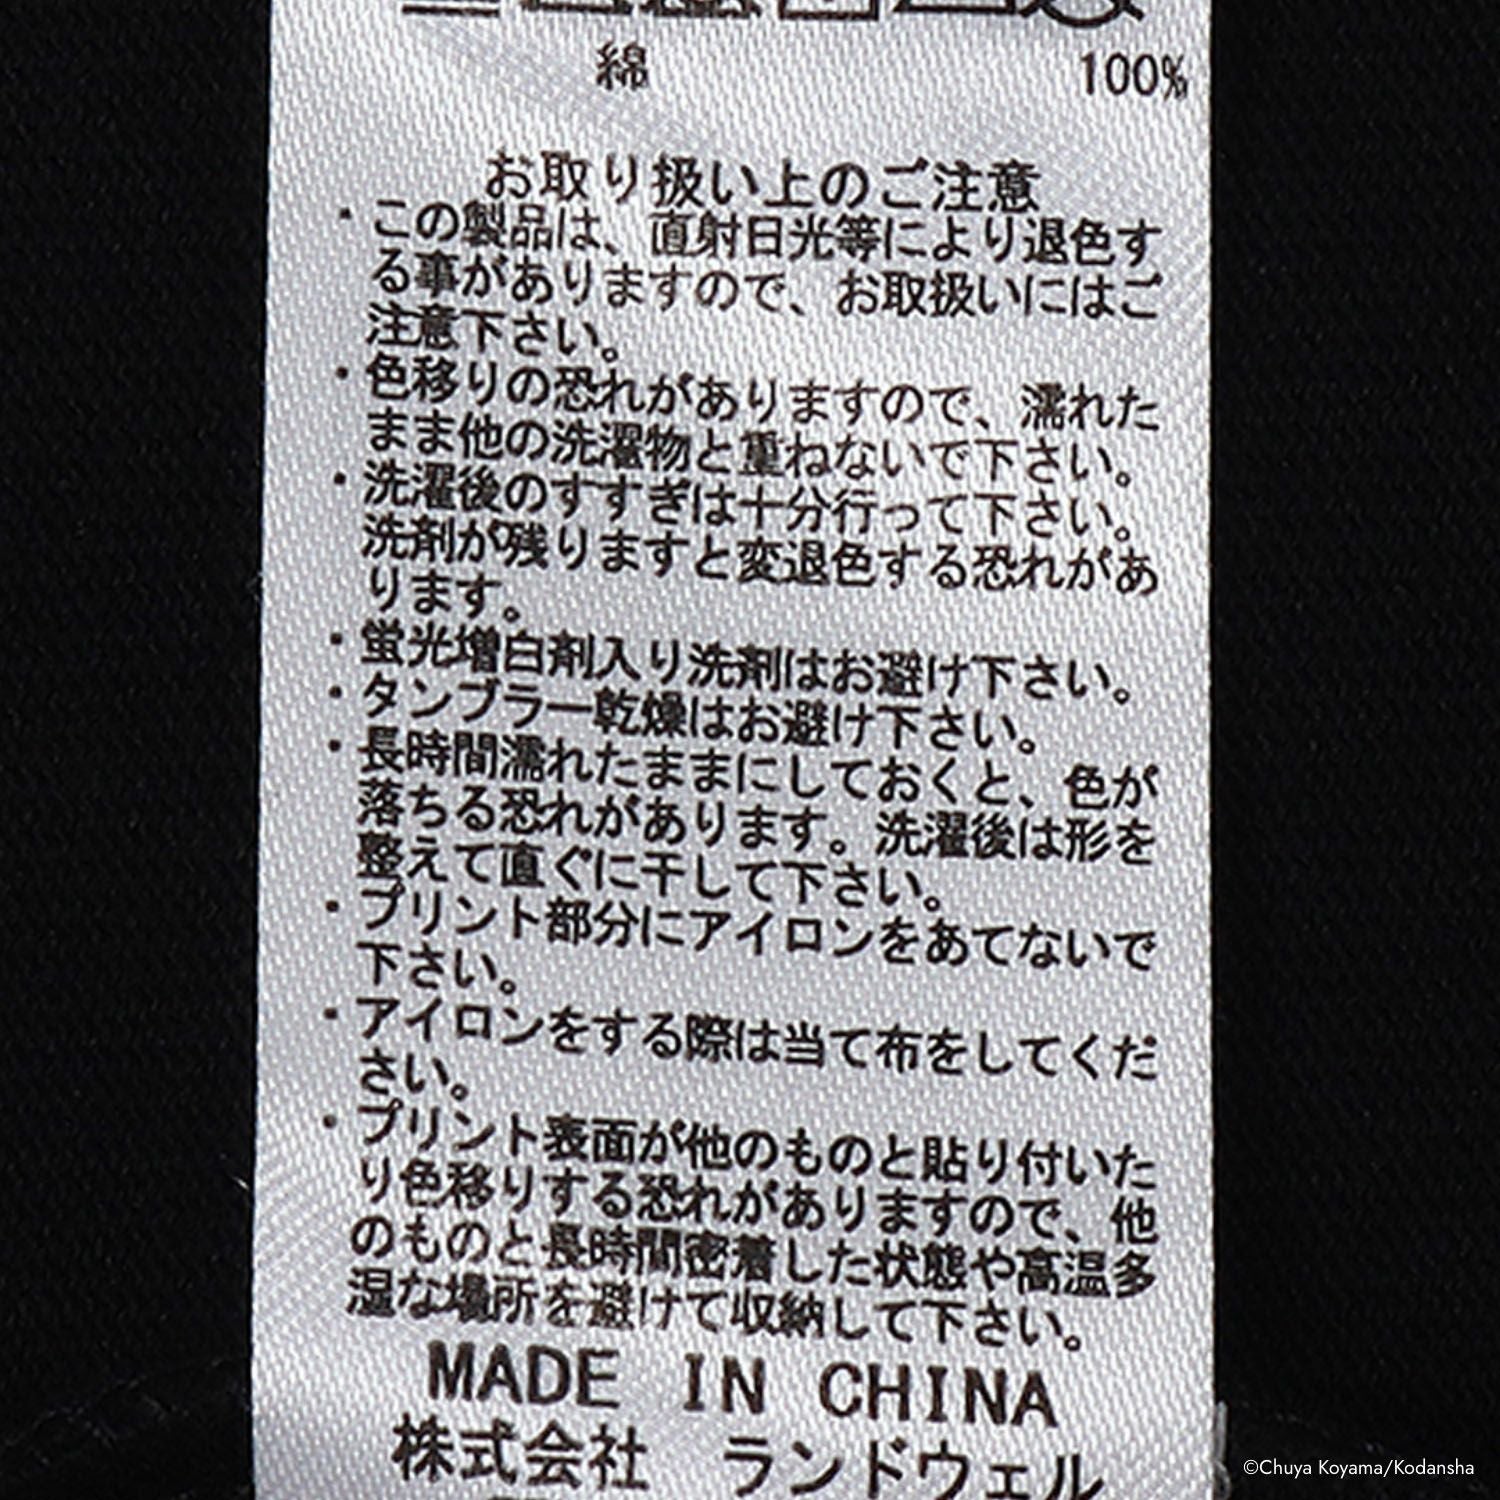 綿 100%
お取り扱い上のご注意
・この製品は、直射日光等により退色す
る事がありますので、お取扱いにはご
注意下さい。
・色移りの恐れがありますので、濡れた
まま他の洗濯物と重ねないで下さい。
・洗濯後のすすぎは十分行って下さい。
洗剤が残りますと変退色する恐れがあ
ります。
・蛍光増白剤入り洗剤はお避け下さい。
・タンブラー乾燥はお避け下さい。
・長時間濡れたままにしておくと、色が
落ちる恐れがあります。洗濯後は形を
整えて直ぐに干して下さい。
・プリント部分にアイロンをあてないで
下さい。
・アイロンをする際は当て布をしてくだ
さい。
・プリント表面が他のものと貼り付いた
り色移りする恐れがありますので、他
のものと長時間密着した状態や高温多
湿な場所を避けて収納して下さい。
MADE IN CHINA
株式会社 ランドウェル
©Chuya Koyama/Kodansha